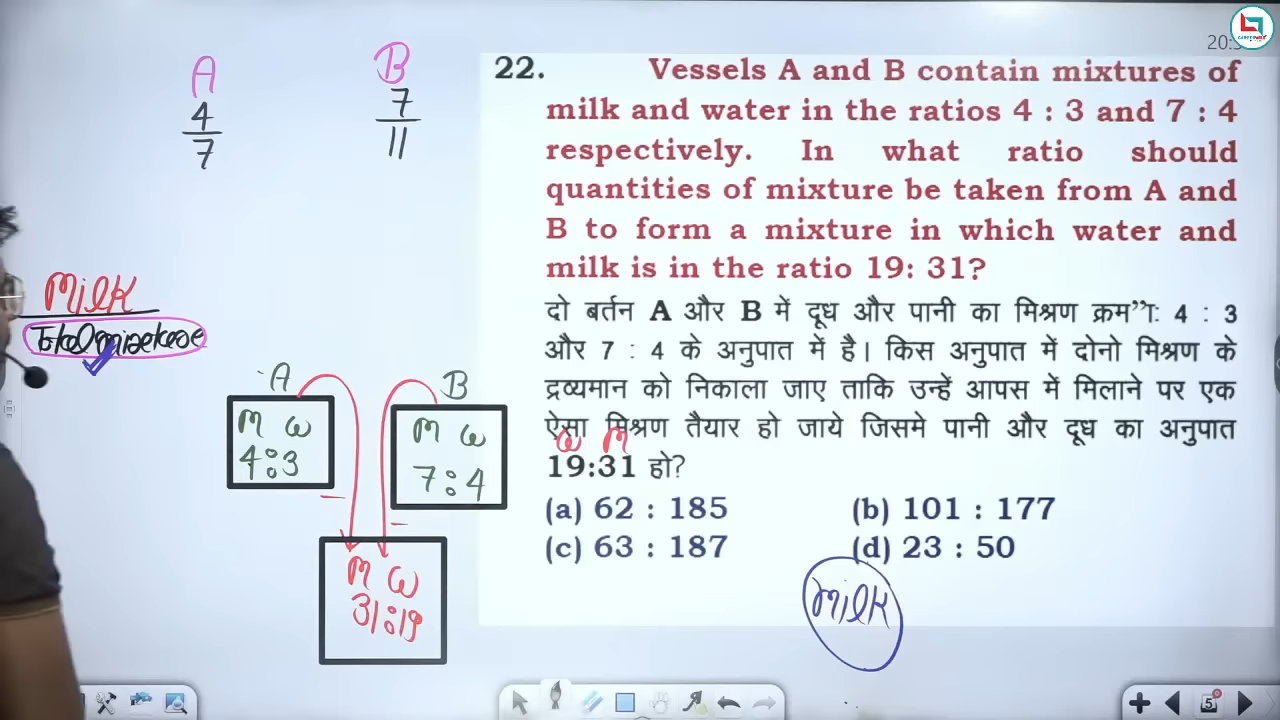 A
4
7
B
7
11
Milk
Total mixture
A
M W
4:3
B
M W
7:4
M W
31:19
22. Vessels A and B contain mixtures of
milk and water in the ratios 4 : 3 and 7 : 4
respectively. In what ratio should
quantities of mixture be taken from A and
B to form a mixture in which water and
milk is in the ratio 19: 31?
दो बर्तन A और B में दूध और पानी का मिश्रण क्रम”ा: 4 : 3
और 7 : 4 के अनुपात में है। किस अनुपात में दोनो मिश्रण के
द्रव्यमान को निकाला जाए ताकि उन्हें आपस में मिलाने पर एक
ऐसा मिश्रण तैयार हो जाये जिसमे पानी और दूध का अनुपात
W M
19:31 हो?
(a) 62 : 185 (b) 101 : 177
(c) 63 : 187 (d) 23 : 50
Milk
5